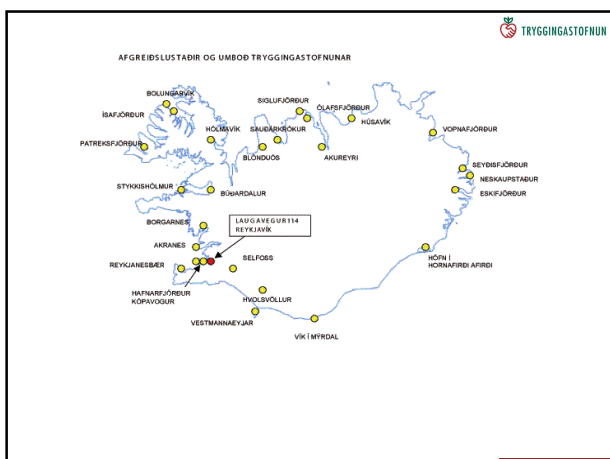 TRYGGINGASTOFNUN
AFGREIÐSLUSTAÐIR OG UMBOÐ TRYGGINGASTOFNUNAR
BOLUNGARVÍK
ÍSAFJÖRÐUR
PATREKSFJÖRÐUR
HÓLMAVÍK
SIGLUFJÖRÐUR
ÓLAFSFJÖRÐUR
SAUÐÁRKRÓKUR
HÚSAVÍK
BLÖNDUÓS
AKUREYRI
VOPNAFJÖRÐUR
SEYÐISFJÖRÐUR
NESKAUPSTAÐUR
ESKIFJÖRÐUR
STYKKISHÓLMUR
BÚÐARDALUR
BORGARNES
LAUGAVEGUR 114
REYKJAVÍK
AKRANES
REYKJANESBÆR
SELFOSS
HÖFN Í
HORNAFIRÐI AFIRÐI
HAFNARFJÖRÐUR
KÓPAVOGUR
HVOLSVÖLLUR
VESTMANNAEYJAR
VÍK Í MÝRDAL